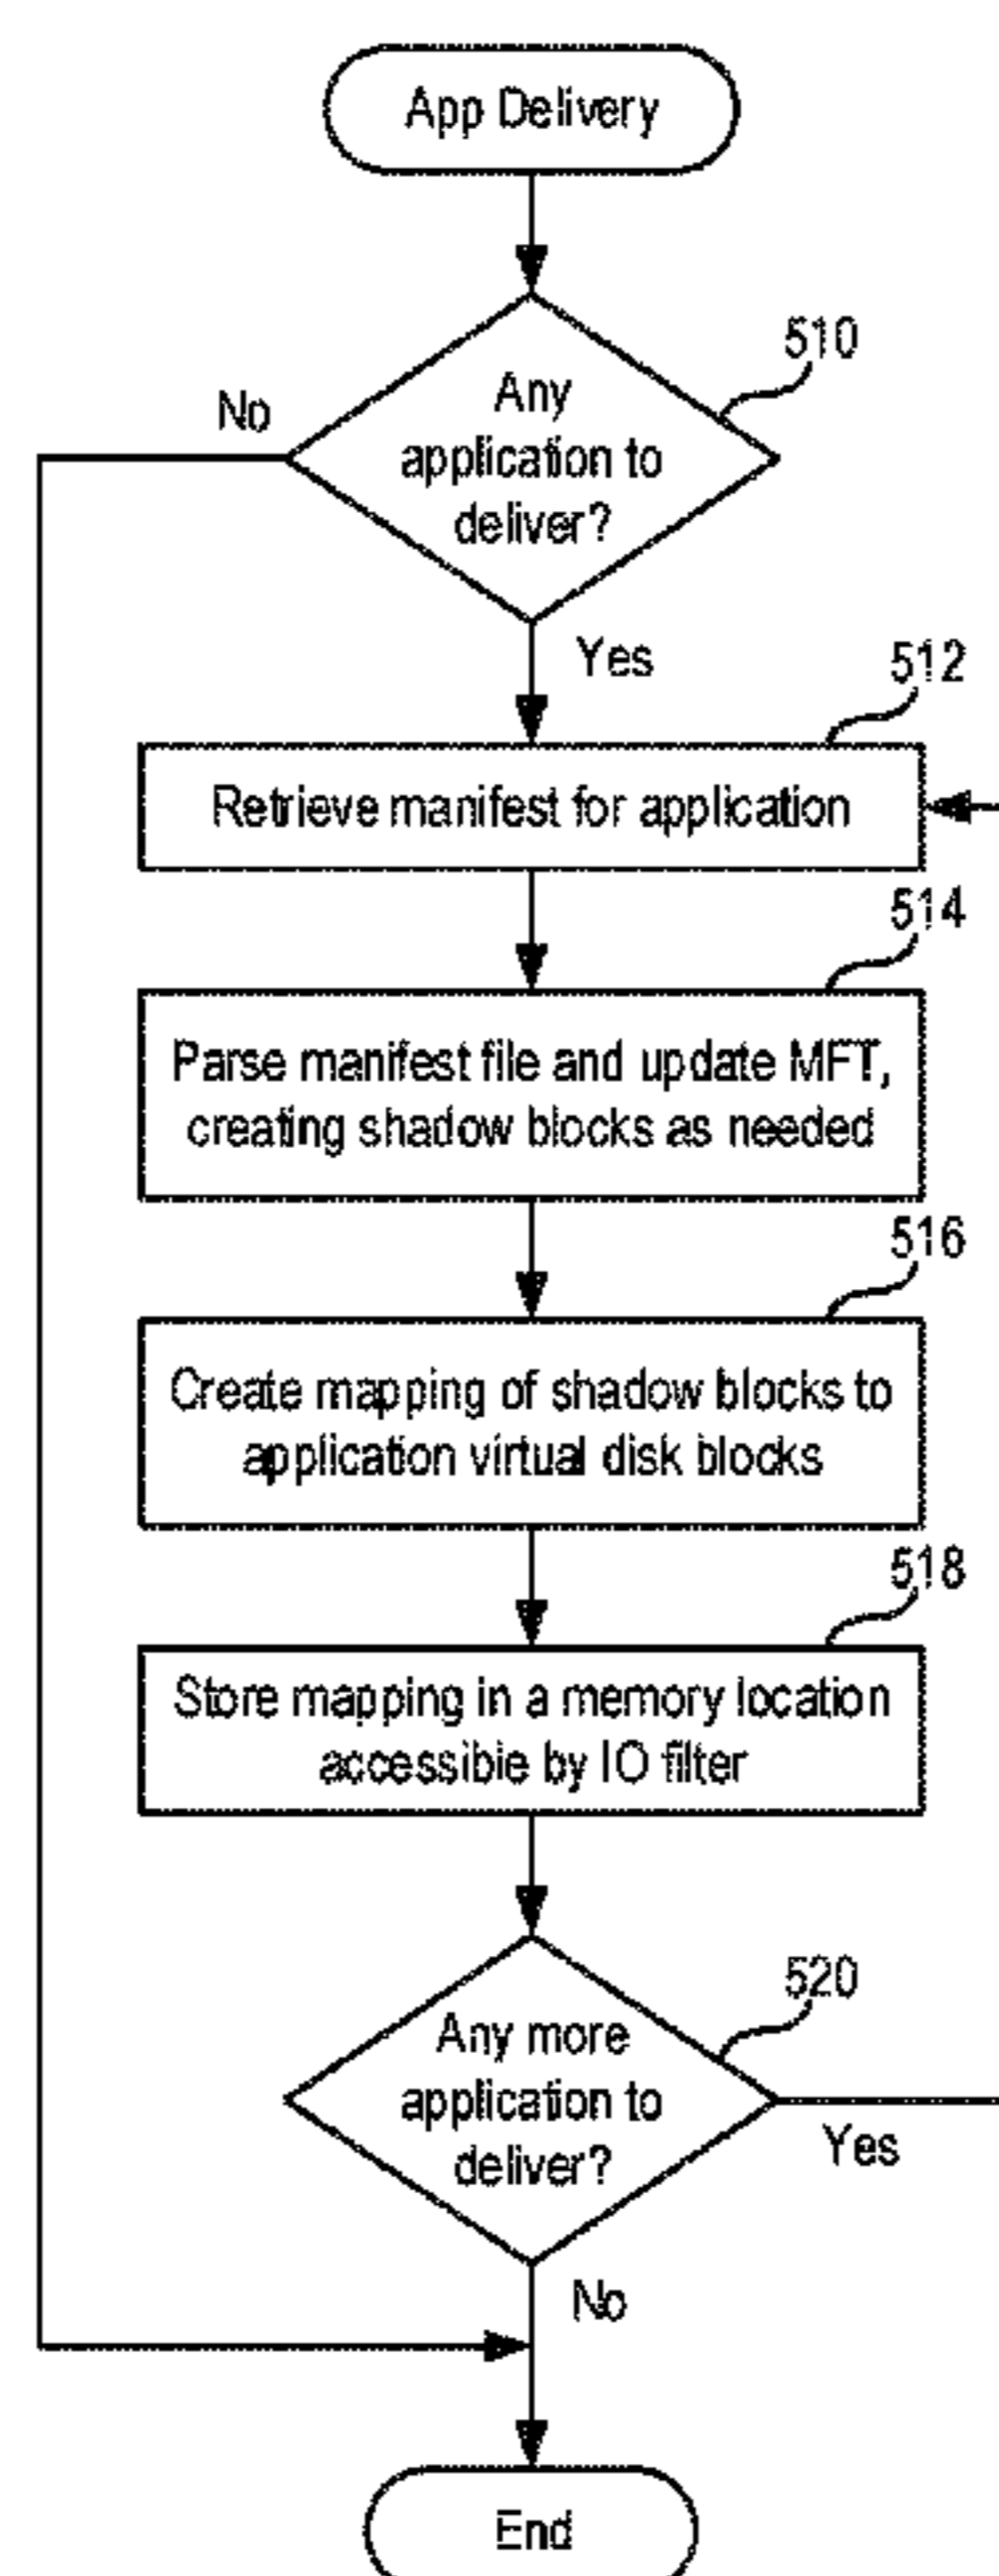 App Delivery
510
No
Any
application to
deliver?
Yes
512
Retrieve manifest for application
514
Parse manifest file and update MFT,
creating shadow blocks as needed
516
Create mapping of shadow blocks to
application virtual disk blocks
518
Store mapping in a memory location
accessible by IO filter
520
Any more
application to
deliver?
Yes
No
End